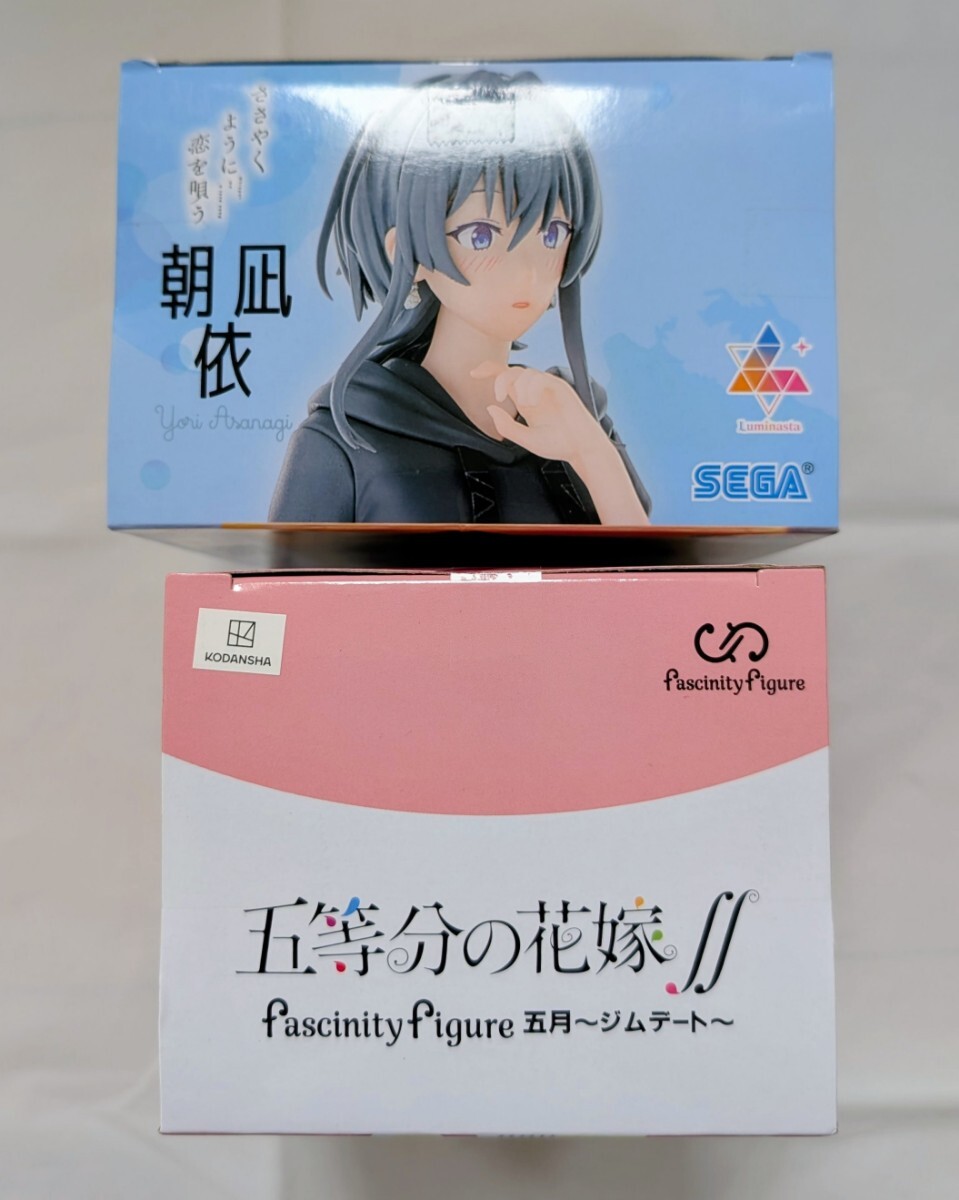 ささやく
ように
恋を唄う
朝凪
依
Yori Asanagi
Luminasta
SEGA®
KODANSHA
fascinity figure
五等分の花嫁∬
fascinity figure 五月～ジムデート～